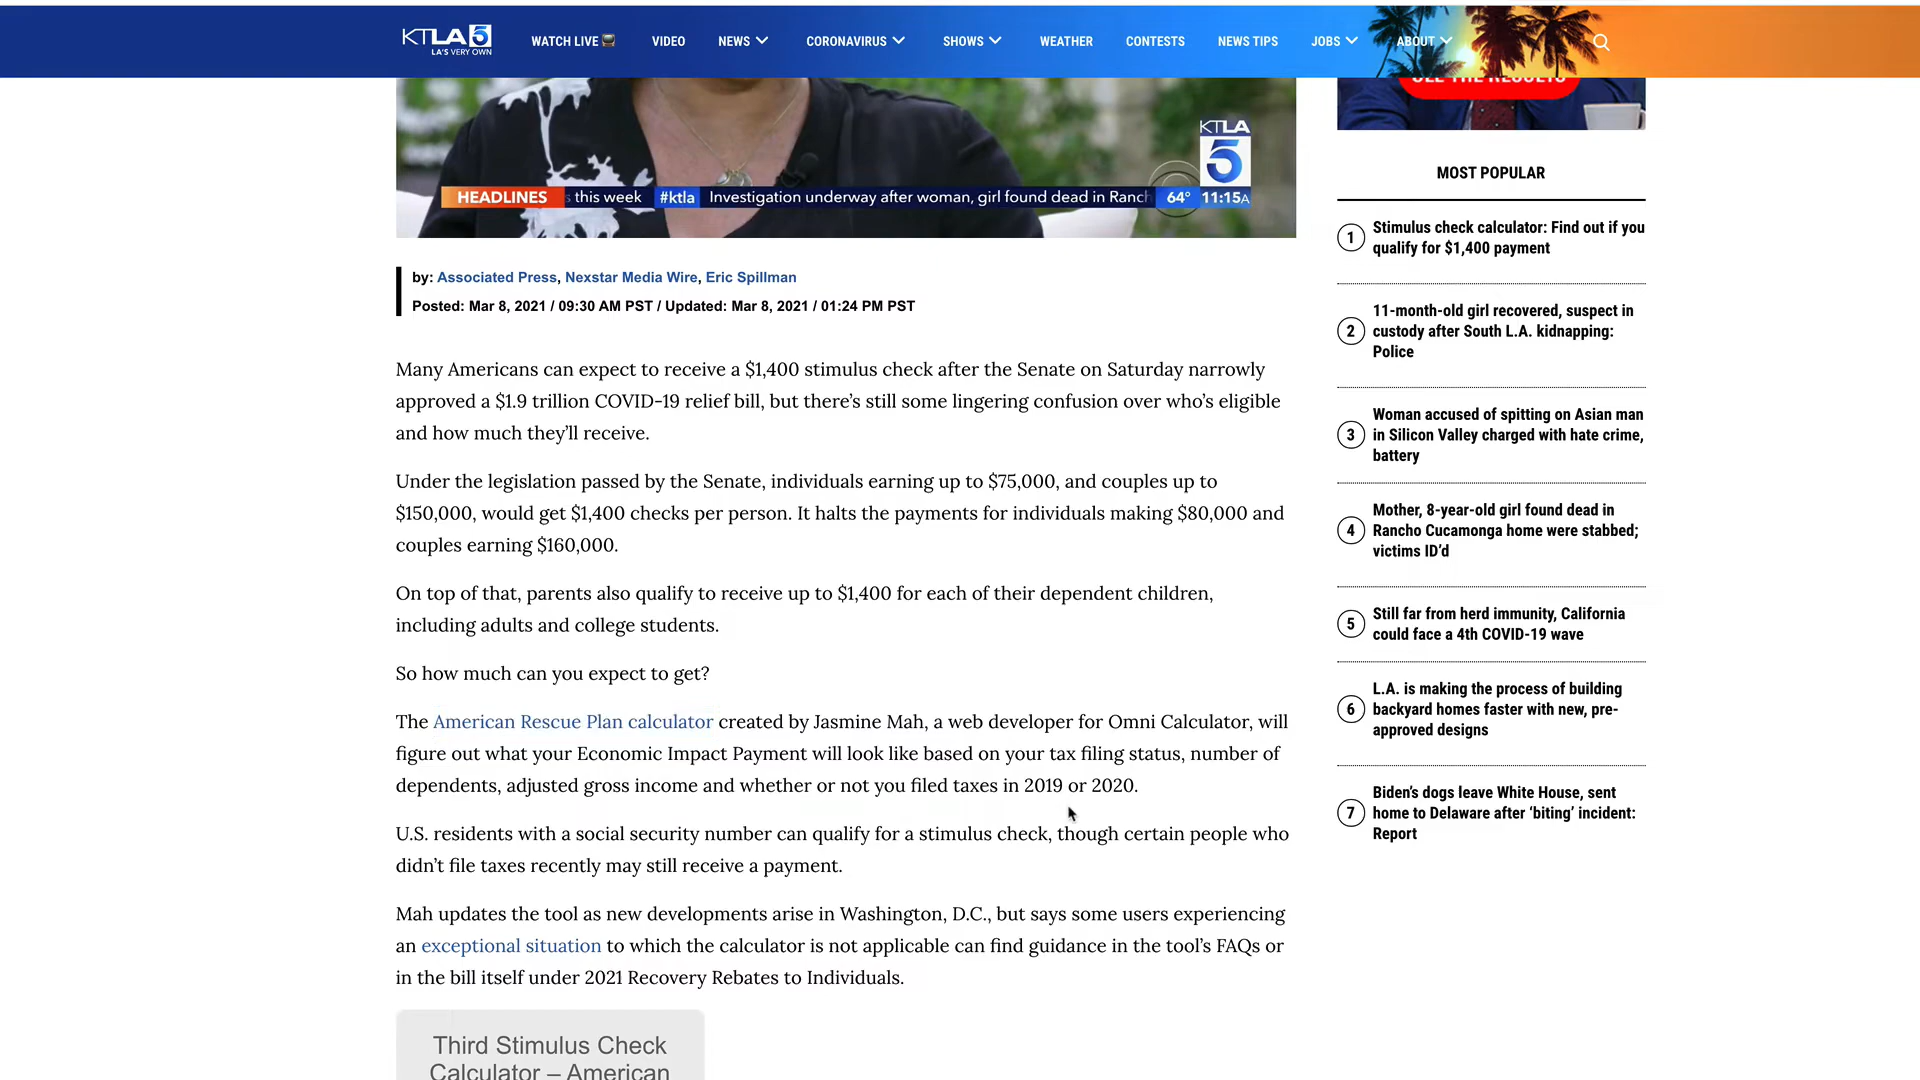 KTLA 5
LA'S VERY OWN
WATCH LIVE
VIDEO
NEWS
CORONAVIRUS
SHOWS
WEATHER
CONTESTS
NEWS TIPS
JOBS
ABOUT
SEE THE RESULTS
KTLA
5
HEADLINES
s this week #ktla Investigation underway after woman, girl found dead in Ranch
64° 11:15A
by: Associated Press, Nexstar Media Wire, Eric Spillman
Posted: Mar 8, 2021 / 09:30 AM PST / Updated: Mar 8, 2021 / 01:24 PM PST
Many Americans can expect to receive a $1,400 stimulus check after the Senate on Saturday narrowly
approved a $1.9 trillion COVID-19 relief bill, but there’s still some lingering confusion over who’s eligible
and how much they’ll receive.
Under the legislation passed by the Senate, individuals earning up to $75,000, and couples up to
$150,000, would get $1,400 checks per person. It halts the payments for individuals making $80,000 and
couples earning $160,000.
On top of that, parents also qualify to receive up to $1,400 for each of their dependent children,
including adults and college students.
So how much can you expect to get?
The American Rescue Plan calculator created by Jasmine Mah, a web developer for Omni Calculator, will
figure out what your Economic Impact Payment will look like based on your tax filing status, number of
dependents, adjusted gross income and whether or not you filed taxes in 2019 or 2020.
U.S. residents with a social security number can qualify for a stimulus check, though certain people who
didn’t file taxes recently may still receive a payment.
Mah updates the tool as new developments arise in Washington, D.C., but says some users experiencing
an exceptional situation to which the calculator is not applicable can find guidance in the tool’s FAQs or
in the bill itself under 2021 Recovery Rebates to Individuals.
Third Stimulus Check
Calculator – American
MOST POPULAR
1
Stimulus check calculator: Find out if you
qualify for $1,400 payment
2
11-month-old girl recovered, suspect in
custody after South L.A. kidnapping:
Police
3
Woman accused of spitting on Asian man
in Silicon Valley charged with hate crime,
battery
4
Mother, 8-year-old girl found dead in
Rancho Cucamonga home were stabbed;
victims ID’d
5
Still far from herd immunity, California
could face a 4th COVID-19 wave
6
L.A. is making the process of building
backyard homes faster with new, pre-
approved designs
7
Biden’s dogs leave White House, sent
home to Delaware after ‘biting’ incident:
Report